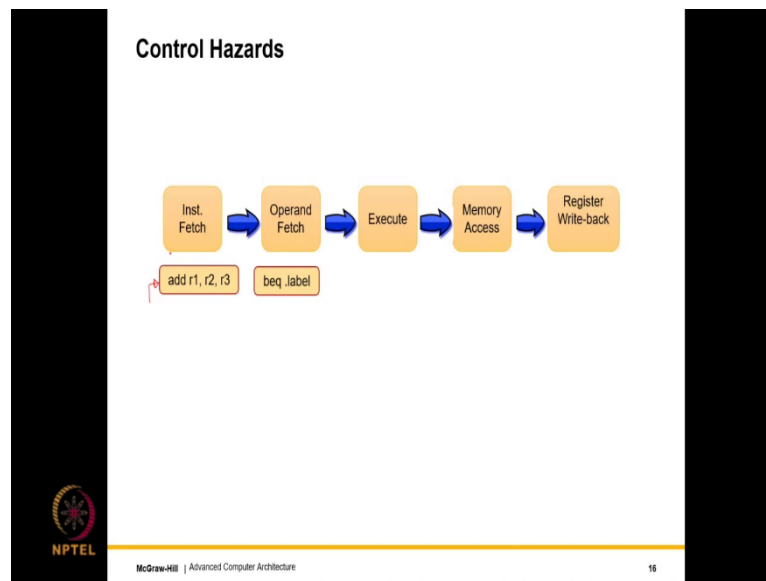 Control Hazards
Inst.
Fetch
Operand
Fetch
Execute
Memory
Access
Register
Write-back
add r1, r2, r3
beq .label
NPTEL
McGraw-Hill | Advanced Computer Architecture
16